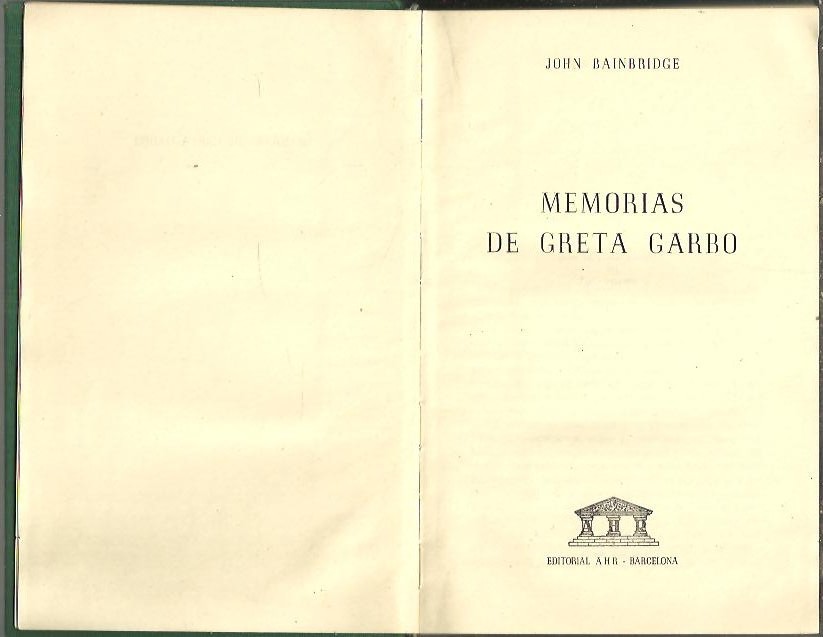 JOHN BAINBRIDGE
MEMORIAS
DE GRETA GARBO
A H R
EDITORIAL A H R - BARCELONA